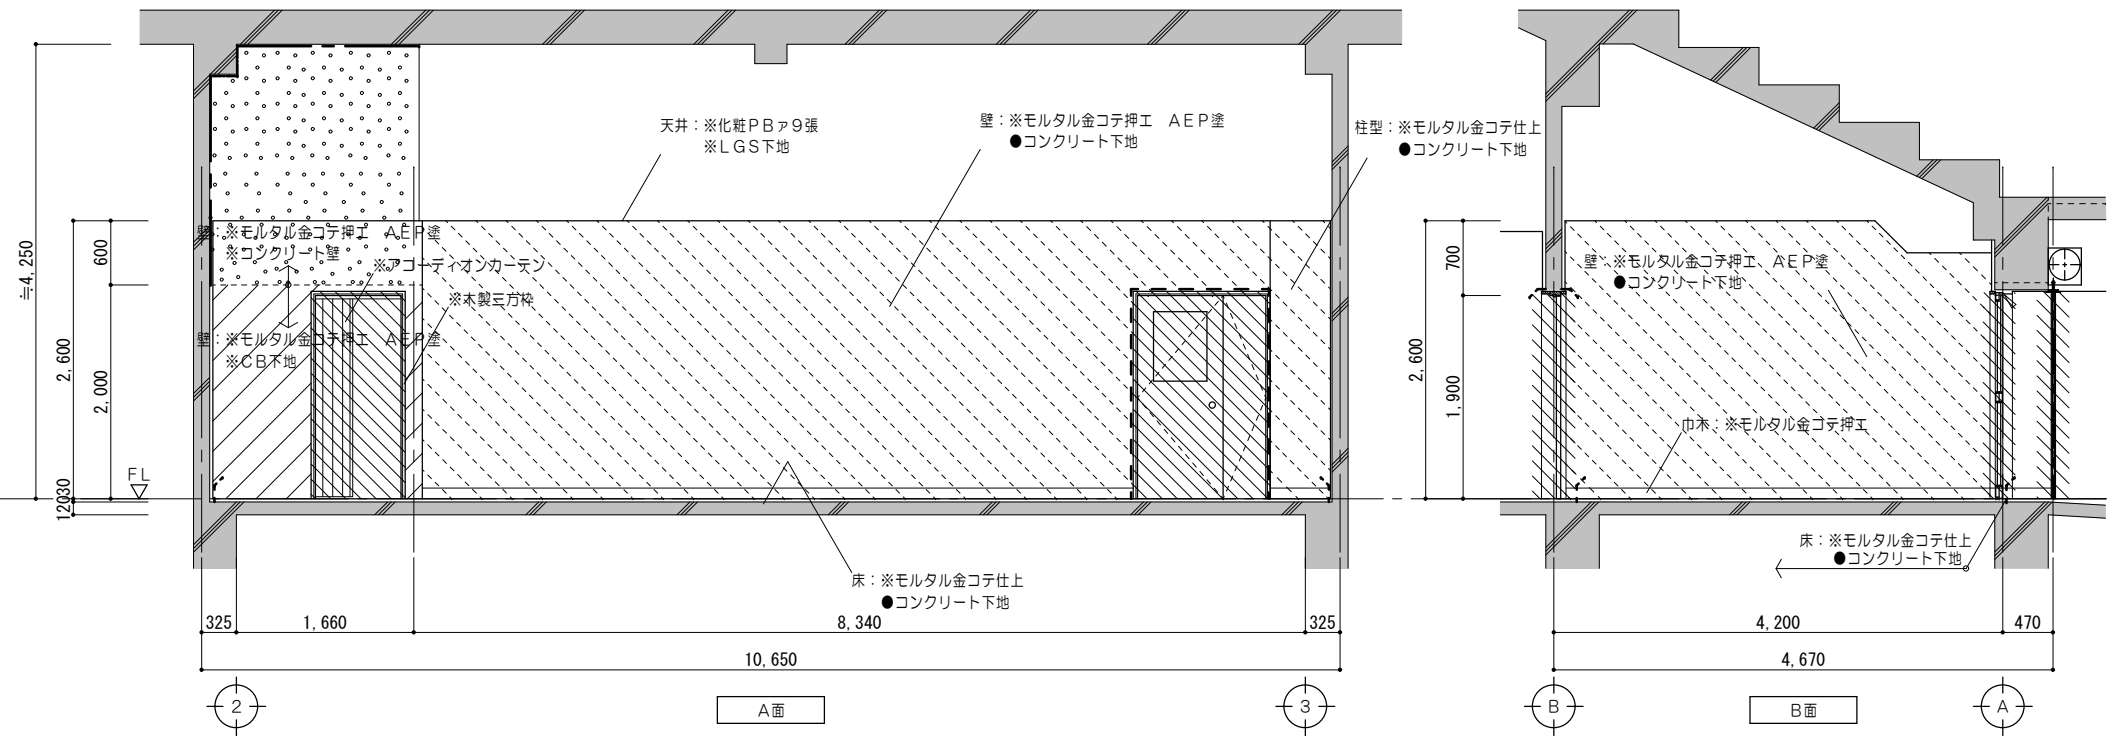 天井：※化粧PBァ9張
※LGS下地
壁：※モルタル金コテ押エ　AEP塗
●コンクリート下地
柱型：※モルタル金コテ仕上
●コンクリート下地
壁：※モルタル金コテ押エ　AEP塗
※コンクリート壁
※アコーディオンカーテン
※木製三方枠
壁：※モルタル金コテ押エ　AEP塗
※CB下地
≒4,250
2,600
600
2,000
120
30
FL
床：※モルタル金コテ仕上
●コンクリート下地
325
1,660
8,340
325
10,650
2
A面
3
壁：※モルタル金コテ押エ　AEP塗
●コンクリート下地
2,600
700
1,900
巾木：※モルタル金コテ押エ
床：※モルタル金コテ仕上
●コンクリート下地
4,200
470
4,670
B
B面
A